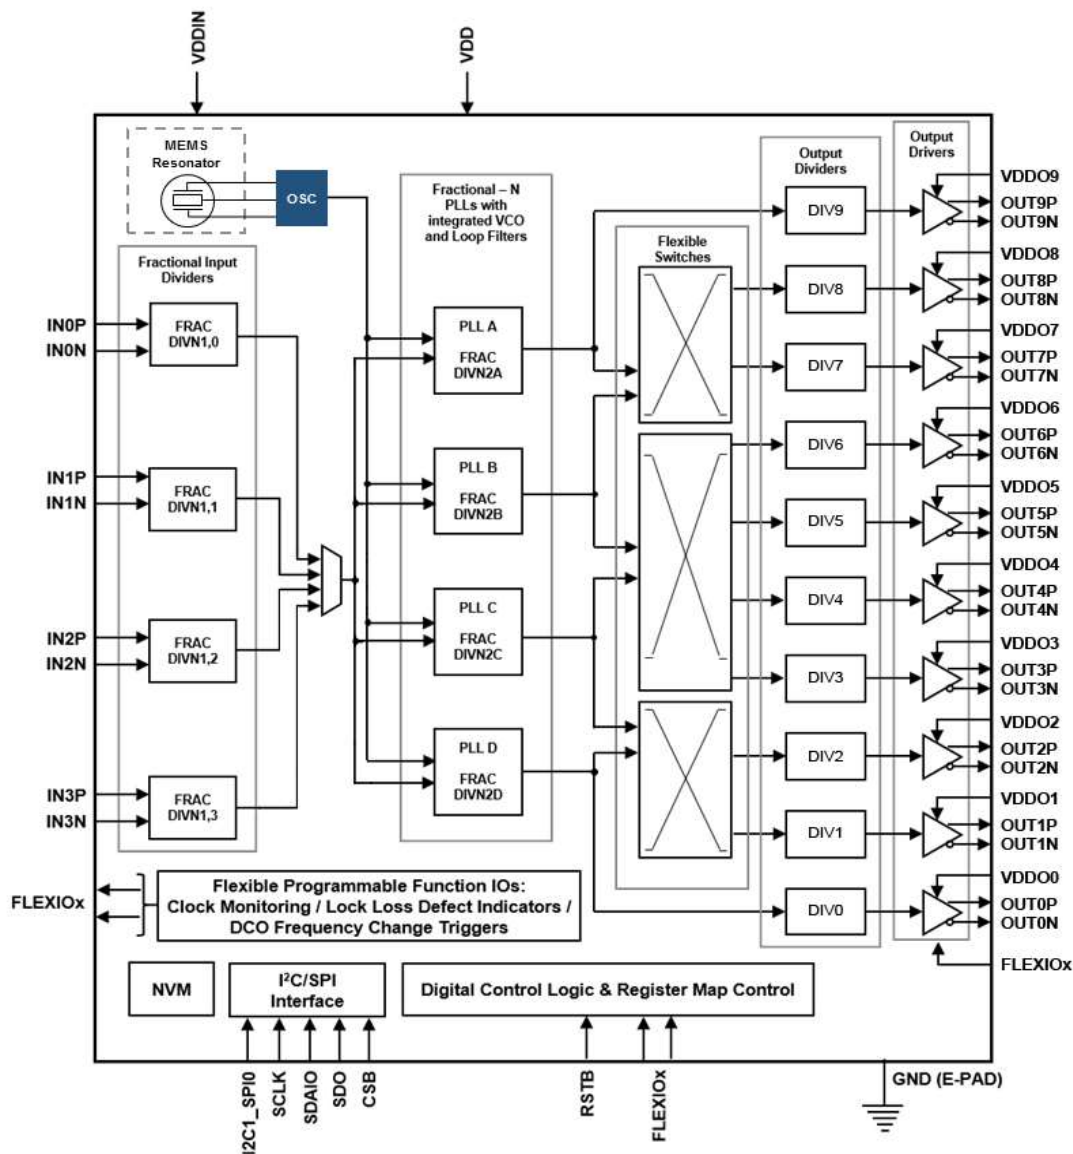 VDDIN
VDD
MEMS
Resonator
OSC
Fractional Input
Dividers
FRAC
DIVN1,0
FRAC
DIVN1,1
FRAC
DIVN1,2
FRAC
DIVN1,3
IN0P
IN0N
IN1P
IN1N
IN2P
IN2N
IN3P
IN3N
Fractional – N
PLLs with
integrated VCO
and Loop Filters
PLL A
FRAC
DIVN2A
PLL B
FRAC
DIVN2B
PLL C
FRAC
DIVN2C
PLL D
FRAC
DIVN2D
Flexible
Switches
Output
Dividers
DIV9
DIV8
DIV7
DIV6
DIV5
DIV4
DIV3
DIV2
DIV1
DIV0
Output
Drivers
VDDO9
OUT9P
OUT9N
VDDO8
OUT8P
OUT8N
VDDO7
OUT7P
OUT7N
VDDO6
OUT6P
OUT6N
VDDO5
OUT5P
OUT5N
VDDO4
OUT4P
OUT4N
VDDO3
OUT3P
OUT3N
VDDO2
OUT2P
OUT2N
VDDO1
OUT1P
OUT1N
VDDO0
OUT0P
OUT0N
FLEXIOx
FLEXIOx
Flexible Programmable Function IOs:
Clock Monitoring / Lock Loss Defect Indicators /
DCO Frequency Change Triggers
NVM
I²C/SPI
Interface
Digital Control Logic & Register Map Control
I2C1_SPI0
SCLK
SDAIO
SDO
CSB
RSTB
FLEXIOx
GND (E-PAD)